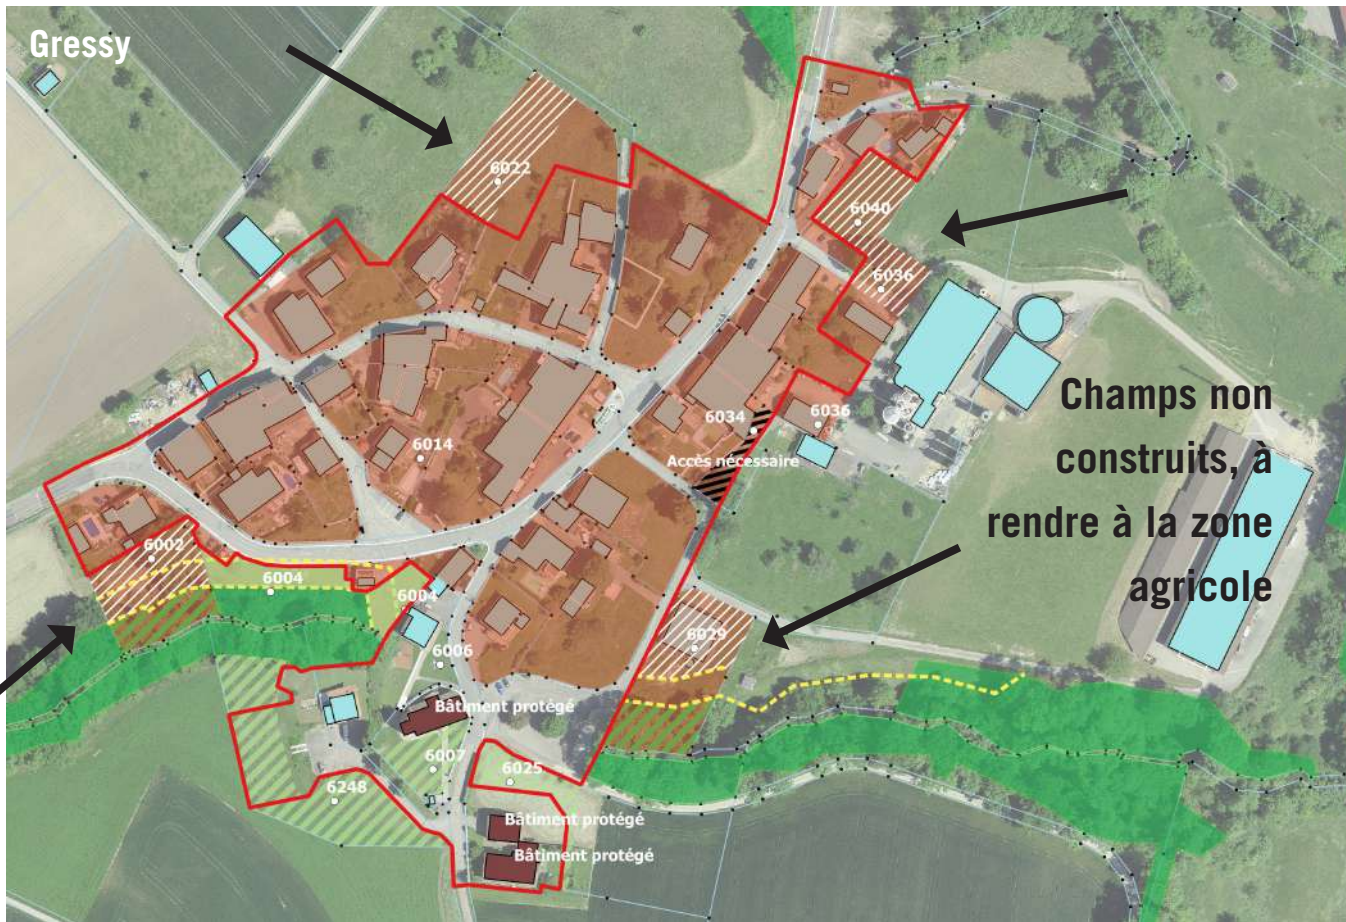 Gressy
6022
6040
6036
6034
6036
Accès nécessaire
6014
Champs non
construits, à
rendre à la zone
agricole
6002
6004
6004
6029
6006
Bâtiment protégé
6007
6025
6248
Bâtiment protégé
Bâtiment protégé